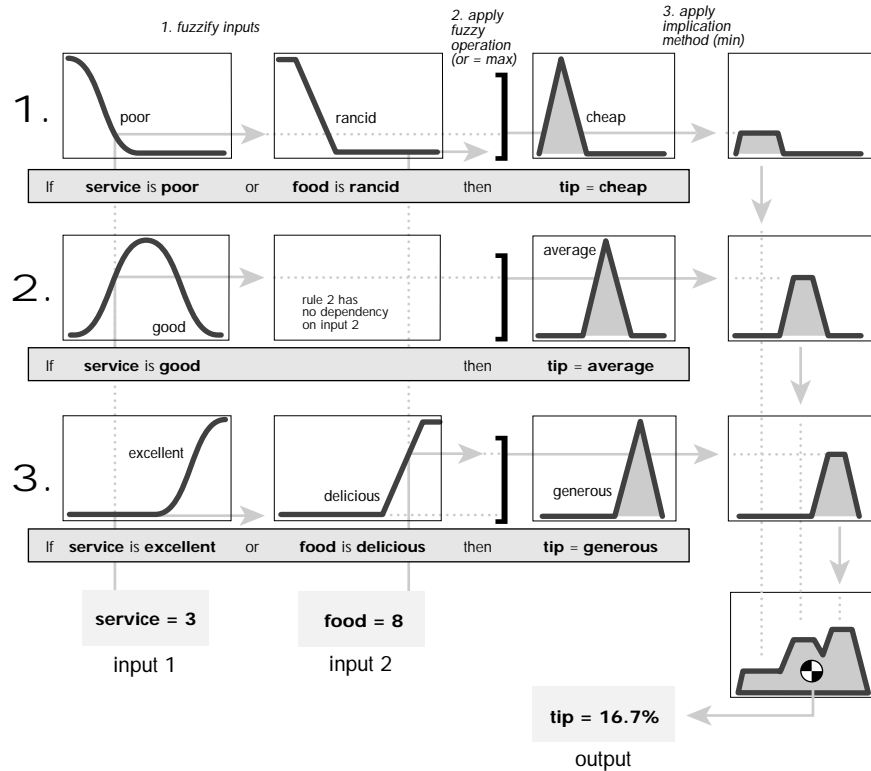 1. fuzzify inputs
2. apply
fuzzy
operation
(or = max)
3. apply
implication
method (min)
1.
poor
rancid
cheap
If service is poor or food is rancid then tip = cheap
2.
good
rule 2 has
no dependency
on input 2
average
If service is good then tip = average
3.
excellent
delicious
generous
If service is excellent or food is delicious then tip = generous
service = 3
food = 8
input 1
input 2
tip = 16.7%
output